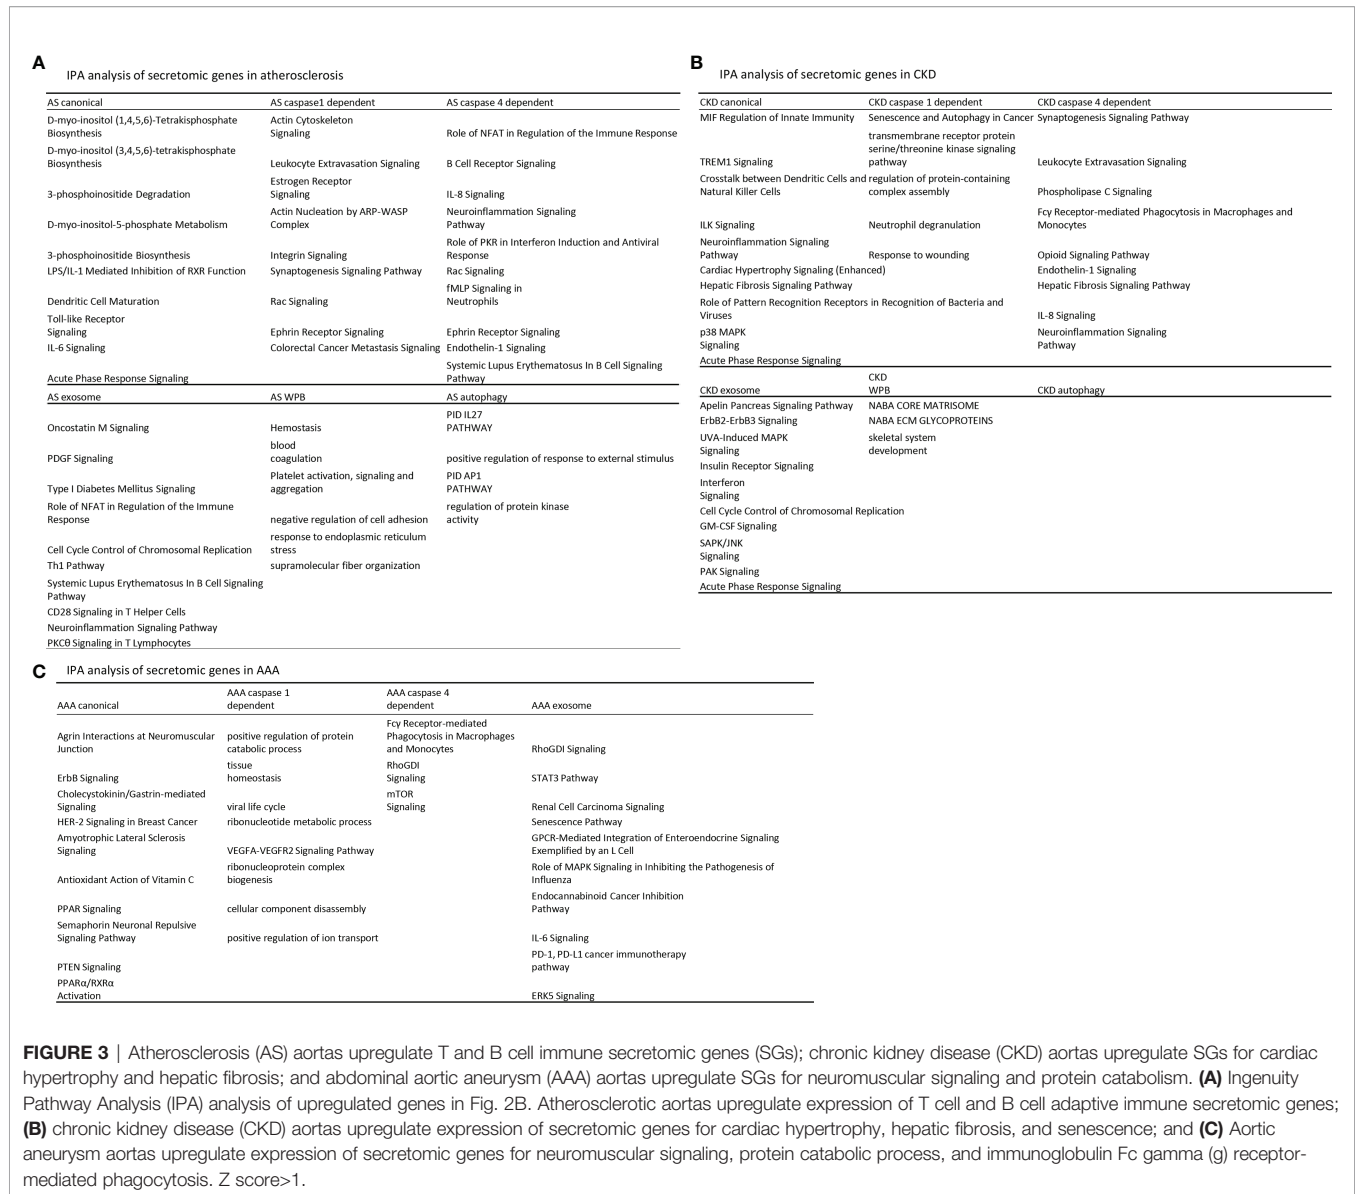 A
IPA analysis of secretomic genes in atherosclerosis
AS canonical AS caspase1 dependent AS caspase 4 dependent
D-myo-inositol (1,4,5,6)-Tetrakisphosphate Actin Cytoskeleton
Biosynthesis Signaling Role of NFAT in Regulation of the Immune Response
D-myo-inositol (3,4,5,6)-tetrakisphosphate
Biosynthesis Leukocyte Extravasation Signaling B Cell Receptor Signaling
Estrogen Receptor
3-phosphoinositide Degradation Signaling IL-8 Signaling
Actin Nucleation by ARP-WASP Neuroinflammation Signaling
D-myo-inositol-5-phosphate Metabolism Complex Pathway
Role of PKR in Interferon Induction and Antiviral
3-phosphoinositide Biosynthesis Integrin Signaling Response
LPS/IL-1 Mediated Inhibition of RXR Function Synaptogenesis Signaling Pathway Rac Signaling
fMLP Signaling in
Dendritic Cell Maturation Rac Signaling Neutrophils
Toll-like Receptor
Signaling Ephrin Receptor Signaling Ephrin Receptor Signaling
IL-6 Signaling Colorectal Cancer Metastasis Signaling Endothelin-1 Signaling
Systemic Lupus Erythematosus In B Cell Signaling
Acute Phase Response Signaling Pathway
AS exosome AS WPB AS autophagy
PID IL27
Oncostatin M Signaling Hemostasis PATHWAY
blood
PDGF Signaling coagulation positive regulation of response to external stimulus
Platelet activation, signaling and PID AP1
Type I Diabetes Mellitus Signaling aggregation PATHWAY
Role of NFAT in Regulation of the Immune regulation of protein kinase
Response negative regulation of cell adhesion activity
response to endoplasmic reticulum
Cell Cycle Control of Chromosomal Replication stress
Th1 Pathway supramolecular fiber organization
Systemic Lupus Erythematosus In B Cell Signaling
Pathway
CD28 Signaling in T Helper Cells
Neuroinflammation Signaling Pathway
PKCθ Signaling in T Lymphocytes
B
IPA analysis of secretomic genes in CKD
CKD canonical CKD caspase 1 dependent CKD caspase 4 dependent
MIF Regulation of Innate Immunity Senescence and Autophagy in Cancer Synaptogenesis Signaling Pathway
transmembrane receptor protein
serine/threonine kinase signaling
TREM1 Signaling pathway Leukocyte Extravasation Signaling
Crosstalk between Dendritic Cells and regulation of protein-containing
Natural Killer Cells complex assembly Phospholipase C Signaling
Fcγ Receptor-mediated Phagocytosis in Macrophages and
ILK Signaling Neutrophil degranulation Monocytes
Neuroinflammation Signaling
Pathway Response to wounding Opioid Signaling Pathway
Cardiac Hypertrophy Signaling (Enhanced) Endothelin-1 Signaling
Hepatic Fibrosis Signaling Pathway Hepatic Fibrosis Signaling Pathway
Role of Pattern Recognition Receptors in Recognition of Bacteria and
Viruses IL-8 Signaling
p38 MAPK Neuroinflammation Signaling
Signaling Pathway
Acute Phase Response Signaling
CKD
CKD exosome WPB CKD autophagy
Apelin Pancreas Signaling Pathway NABA CORE MATRISOME
ErbB2-ErbB3 Signaling NABA ECM GLYCOPROTEINS
UVA-Induced MAPK skeletal system
Signaling development
Insulin Receptor Signaling
Interferon
Signaling
Cell Cycle Control of Chromosomal Replication
GM-CSF Signaling
SAPK/JNK
Signaling
PAK Signaling
Acute Phase Response Signaling
C
IPA analysis of secretomic genes in AAA
AAA caspase 1 AAA caspase 4
AAA canonical dependent dependent AAA exosome
Fcγ Receptor-mediated
Agrin Interactions at Neuromuscular positive regulation of protein Phagocytosis in Macrophages
Junction catabolic process and Monocytes RhoGDI Signaling
tissue RhoGDI
ErbB Signaling homeostasis Signaling STAT3 Pathway
Cholecystokinin/Gastrin-mediated mTOR
Signaling viral life cycle Signaling Renal Cell Carcinoma Signaling
HER-2 Signaling in Breast Cancer ribonucleotide metabolic process Senescence Pathway
Amyotrophic Lateral Sclerosis GPCR-Mediated Integration of Enteroendocrine Signaling
Signaling VEGFA-VEGFR2 Signaling Pathway Exemplified by an L Cell
ribonucleoprotein complex Role of MAPK Signaling in Inhibiting the Pathogenesis of
Antioxidant Action of Vitamin C biogenesis Influenza
Endocannabinoid Cancer Inhibition
PPAR Signaling cellular component disassembly Pathway
Semaphorin Neuronal Repulsive
Signaling Pathway positive regulation of ion transport IL-6 Signaling
PD-1, PD-L1 cancer immunotherapy
PTEN Signaling pathway
PPARα/RXRα
Activation ERK5 Signaling
FIGURE 3 | Atherosclerosis (AS) aortas upregulate T and B cell immune secretomic genes (SGs); chronic kidney disease (CKD) aortas upregulate SGs for cardiac
hypertrophy and hepatic fibrosis; and abdominal aortic aneurysm (AAA) aortas upregulate SGs for neuromuscular signaling and protein catabolism. (A) Ingenuity
Pathway Analysis (IPA) analysis of upregulated genes in Fig. 2B. Atherosclerotic aortas upregulate expression of T cell and B cell adaptive immune secretomic genes;
(B) chronic kidney disease (CKD) aortas upregulate expression of secretomic genes for cardiac hypertrophy, hepatic fibrosis, and senescence; and (C) Aortic
aneurysm aortas upregulate expression of secretomic genes for neuromuscular signaling, protein catabolic process, and immunoglobulin Fc gamma (g) receptor-
mediated phagocytosis. Z score>1.